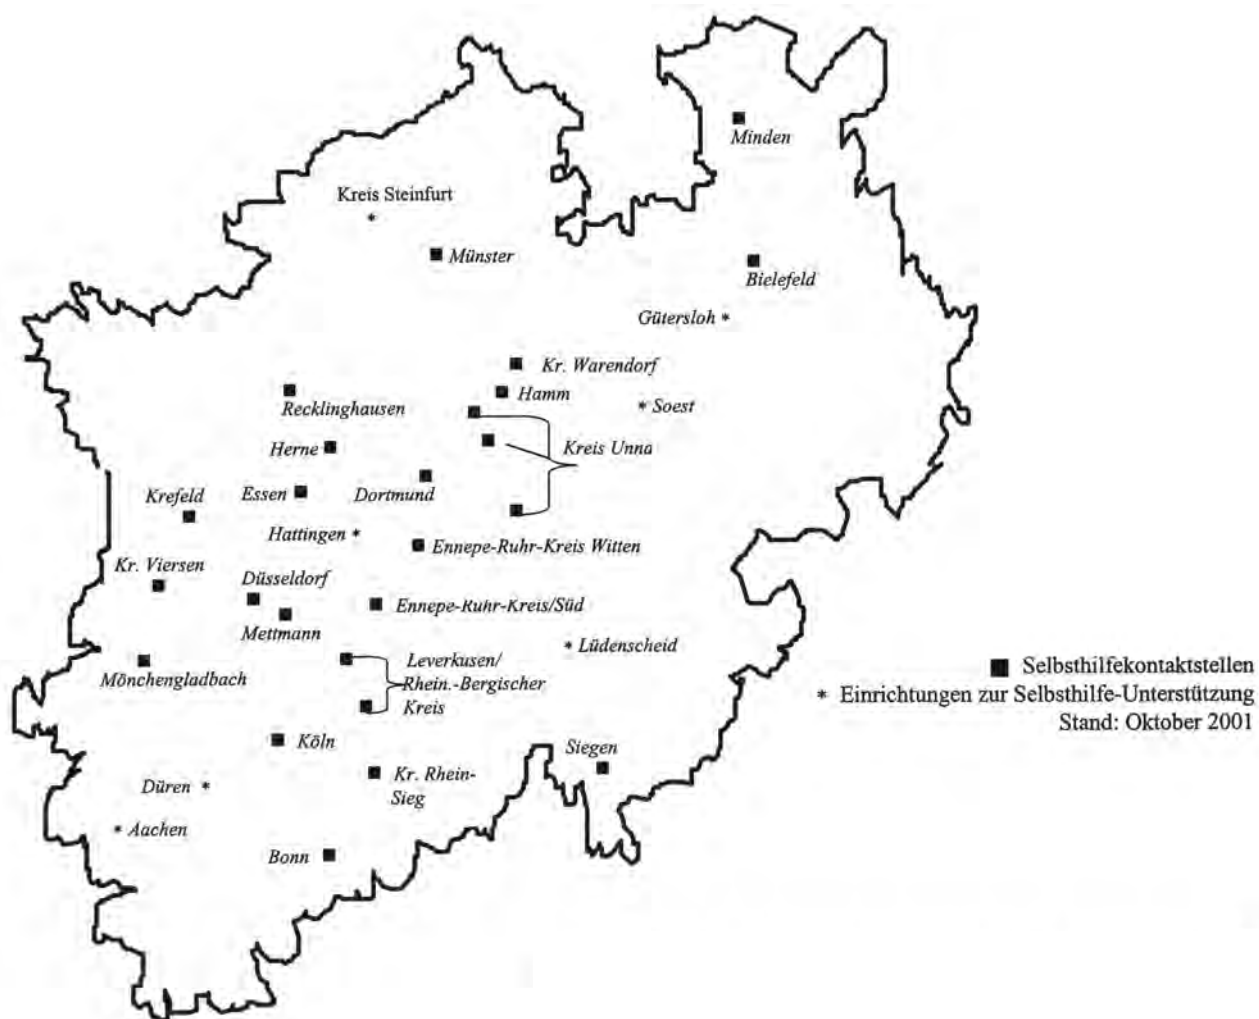 Minden
Kreis Steinfurt
*
Münster
Bielefeld
Gütersloh *
Kr. Warendorf
Hamm
Recklinghausen
* Soest
Herne
Kreis Unna
Krefeld
Essen
Dortmund
Hattingen *
Ennepe-Ruhr-Kreis Witten
Kr. Viersen
Düsseldorf
Ennepe-Ruhr-Kreis/Süd
Mettmann
* Lüdenscheid
Mönchengladbach
Leverkusen/
Rhein.-Bergischer
Kreis
■ Selbsthilfekontaktstellen
* Einrichtungen zur Selbsthilfe-Unterstützung
Stand: Oktober 2001
Köln
Siegen
Kr. Rhein-
Sieg
Düren *
* Aachen
Bonn